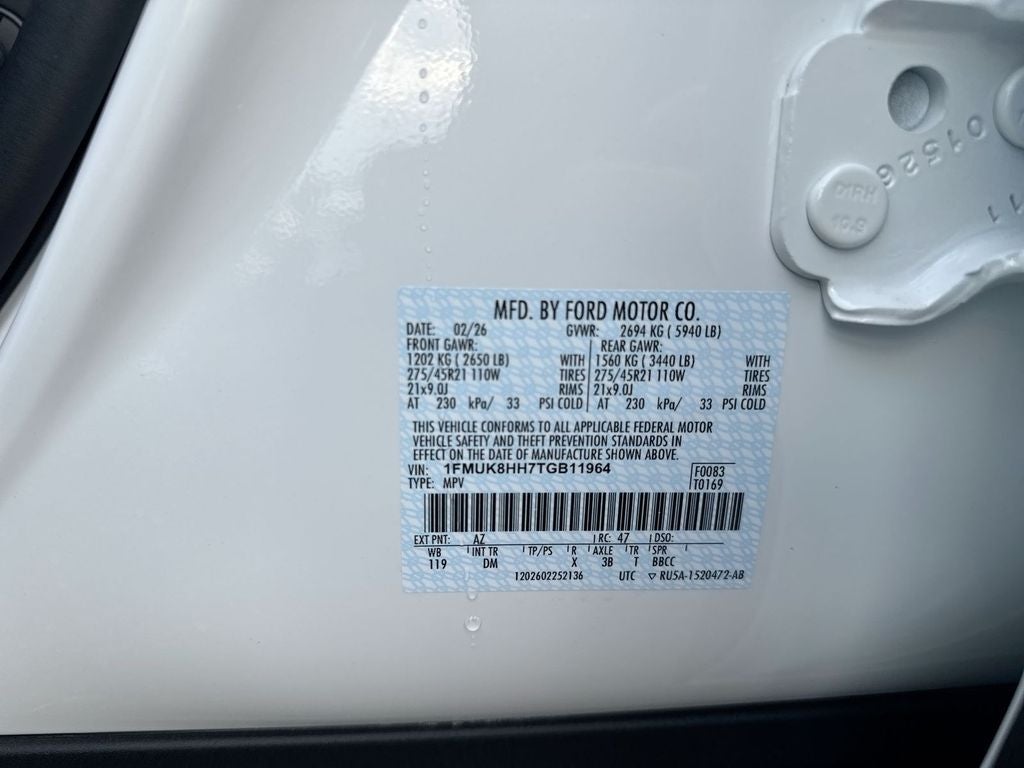 01526
01RH
10.9
11
MFD. BY FORD MOTOR CO.
DATE: 02/26 GVWR: 2694 KG ( 5940 LB)
FRONT GAWR: REAR GAWR:
1202 KG ( 2650 LB) WITH 1560 KG ( 3440 LB) WITH
275/45R21 110W TIRES 275/45R21 110W TIRES
21x9.0J RIMS 21x9.0J RIMS
AT 230 kPa/ 33 PSI COLD AT 230 kPa/ 33 PSI COLD
THIS VEHICLE CONFORMS TO ALL APPLICABLE FEDERAL MOTOR
VEHICLE SAFETY AND THEFT PREVENTION STANDARDS IN
EFFECT ON THE DATE OF MANUFACTURE SHOWN ABOVE.
VIN: 1FMUK8HH7TGB11964 F0083
TYPE: MPV T0169
EXT PNT: AZ RC: 47 DSO:
WB INT TR TP/PS R AXLE TR SPR
119 DM X 3B T BBCC
1202602252136 UTC ▽ RU5A-1520472-AB